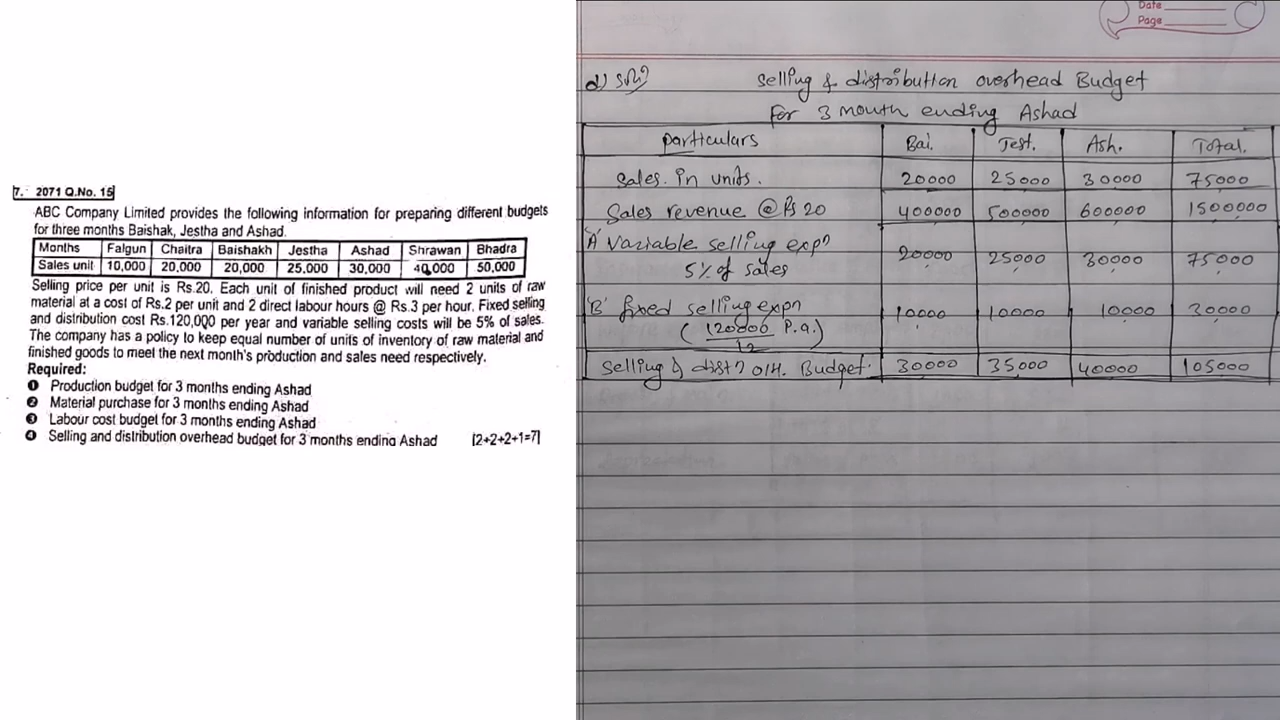 7. 2071 Q.No. 15
ABC Company Limited provides the following information for preparing different budgets
for three months Baishak, Jestha and Ashad.
Months Falgun Chaitra Baishakh Jestha Ashad Shrawan Bhadra
Sales unit 10,000 20,000 20,000 25,000 30,000 40,000 50,000
Selling price per unit is Rs.20. Each unit of finished product will need 2 units of raw
material at a cost of Rs.2 per unit and 2 direct labour hours @ Rs.3 per hour. Fixed selling
and distribution cost Rs.120,000 per year and variable selling costs will be 5% of sales.
The company has a policy to keep equal number of units of inventory of raw material and
finished goods to meet the next month's production and sales need respectively.
Required:
❶ Production budget for 3 months ending Ashad
❷ Material purchase for 3 months ending Ashad
❸ Labour cost budget for 3 months ending Ashad
❹ Selling and distribution overhead budget for 3 months ending Ashad [2+2+2+1=7]
Date
Page
d) Soln
Selling & distribution overhead Budget
For 3 mouth ending Ashad
particulars Bai. Jest. Ash. Total.
Sales. in units. 20000 25000 30000 75000
Sales revenue @ Rs 20 400000 500000 600000 1500000
'A' variable selling expn
5% of sales 20000 25000 30000 75000
'B' fixed selling expn 10000 10000 10000 30000
(120000 P.a.)
12
Selling & distn O/H. Budget. 30000 35000 40000 105000